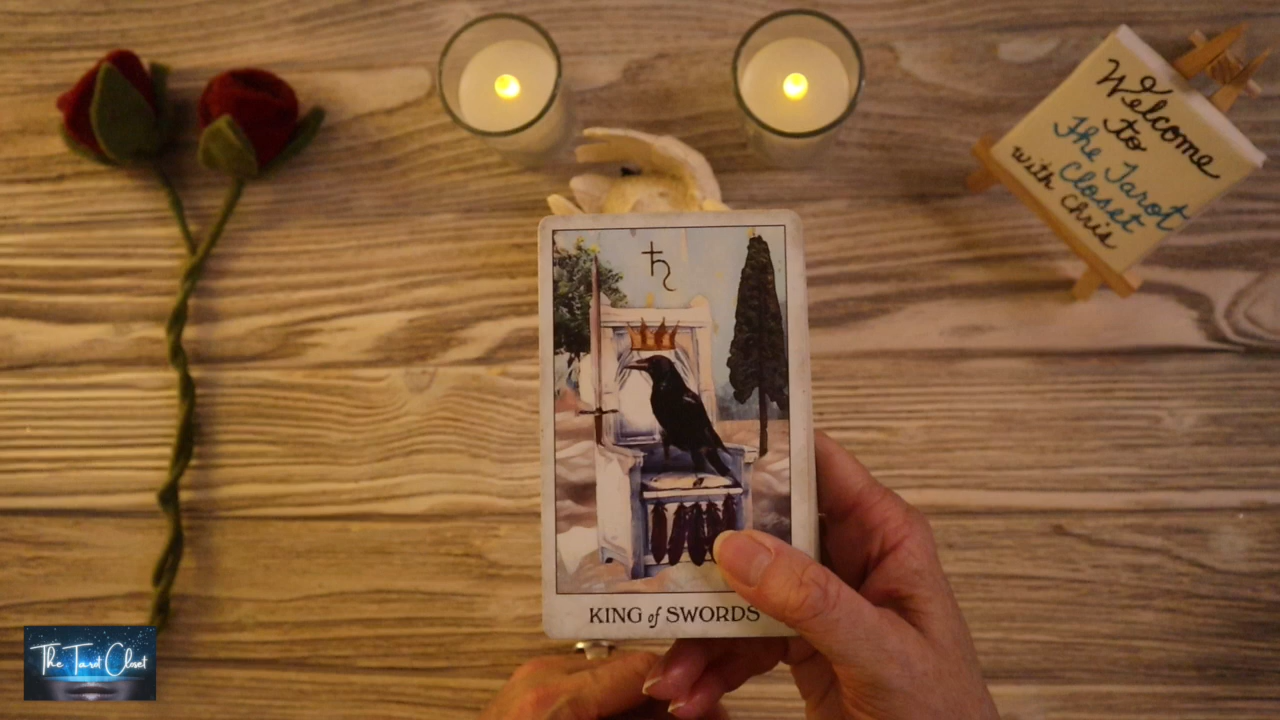 Welcome
to
The Tarot
Closet
with Chris
♄
KING of SWORDS
The Tarot Closet